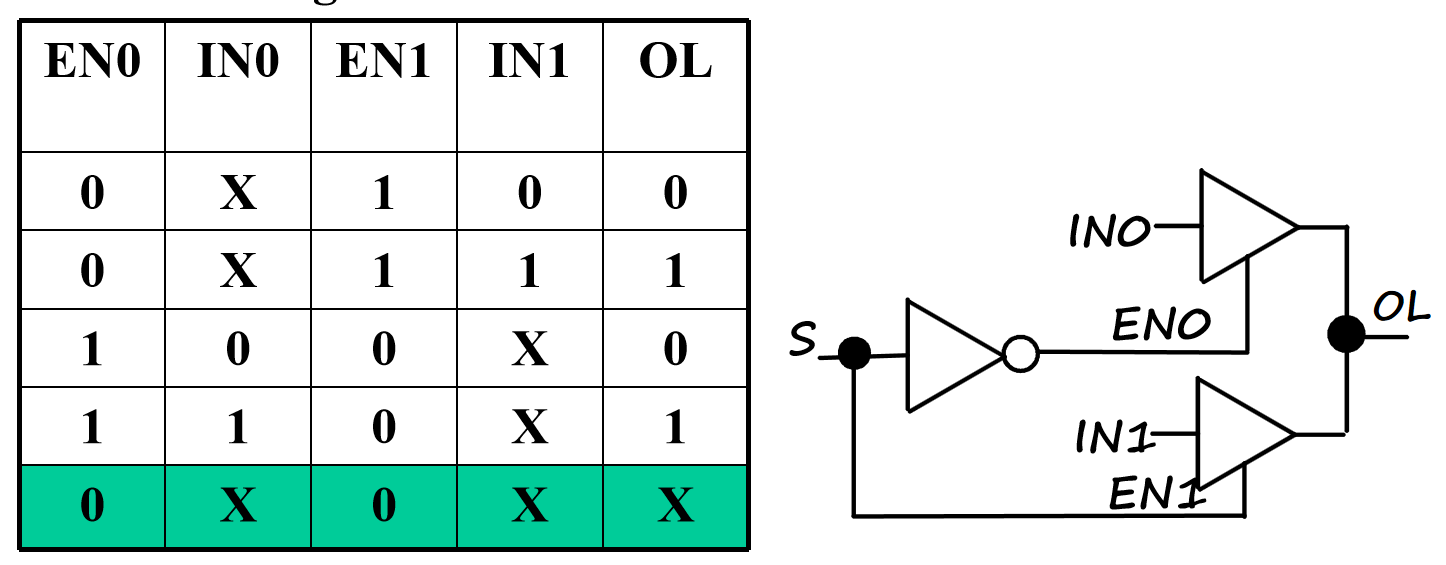 EN0 IN0 EN1 IN1 OL
0 X 1 0 0
0 X 1 1 1
1 0 0 X 0
1 1 0 X 1
0 X 0 X X
IN0
OL
EN0
S
IN1
EN1